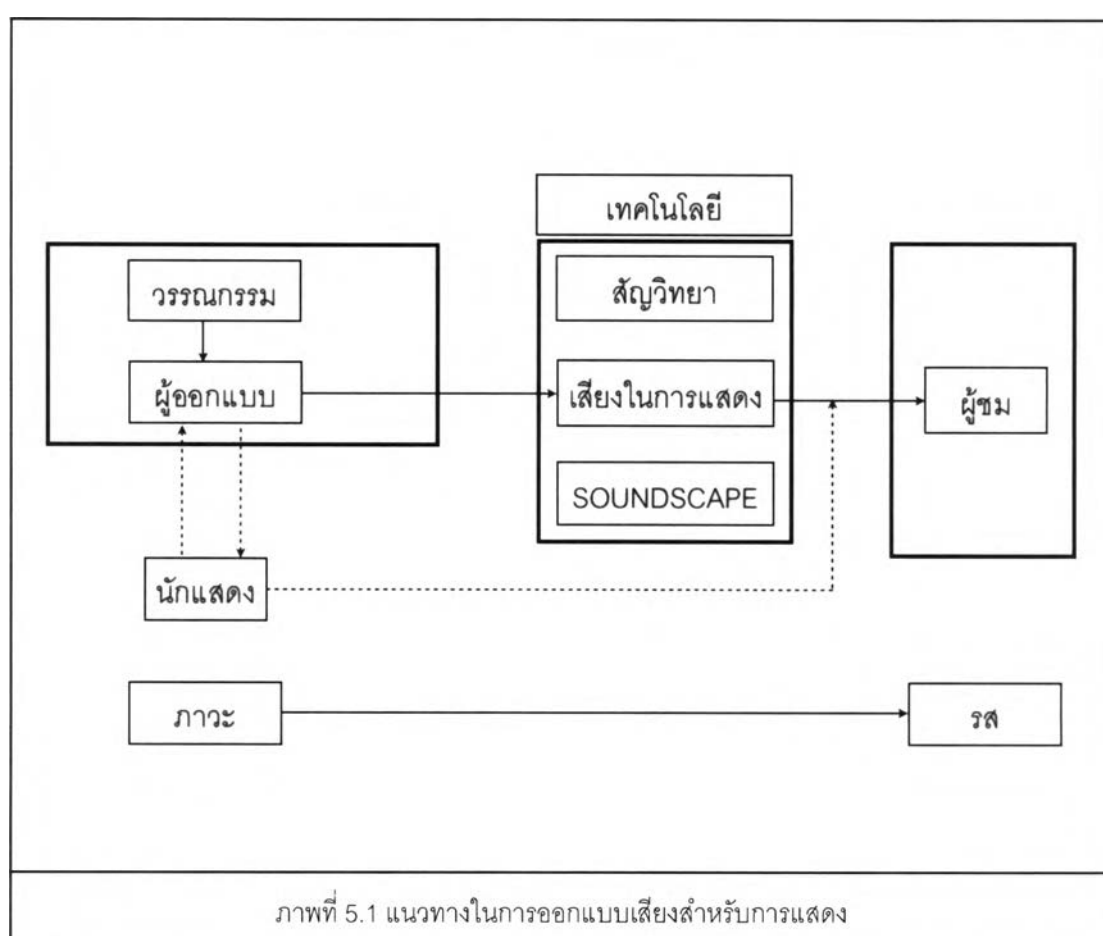 เทคโนโลยี
วรรณกรรม
สัญวิทยา
ผู้ออกแบบ
เสียงในการแสดง
ผู้ชม
SOUNDSCAPE
นักแสดง
ภาวะ
รส
ภาพที่ 5.1 แนวทางในการออกแบบเสียงสำหรับการแสดง